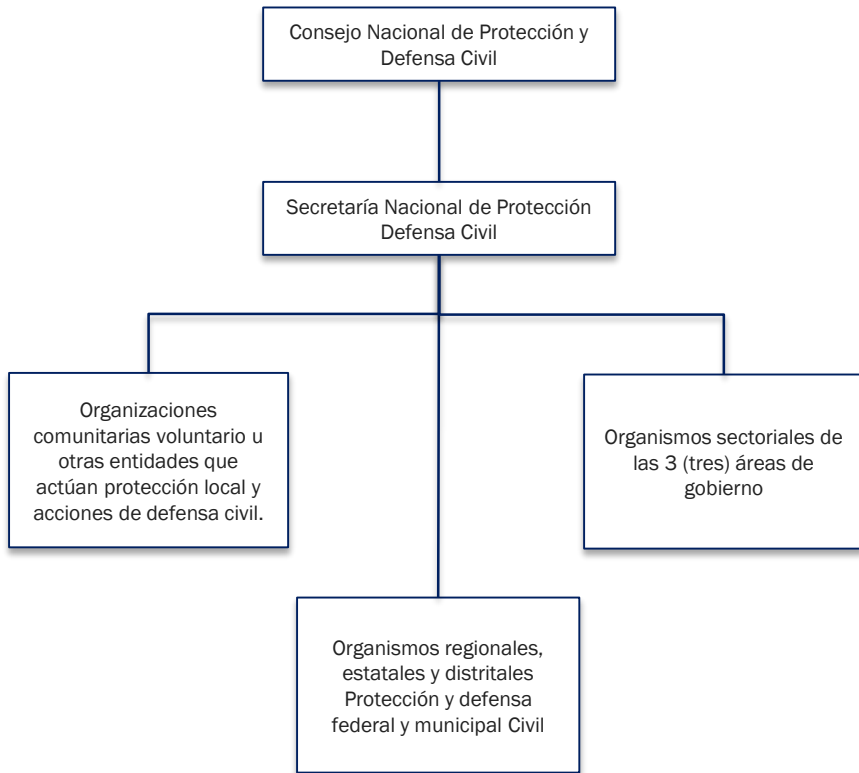 Consejo Nacional de Protección y
Defensa Civil
Secretaría Nacional de Protección
Defensa Civil
Organizaciones
comunitarias voluntario u
otras entidades que
actúan protección local y
acciones de defensa civil.
Organismos sectoriales de
las 3 (tres) áreas de
gobierno
Organismos regionales,
estatales y distritales
Protección y defensa
federal y municipal Civil